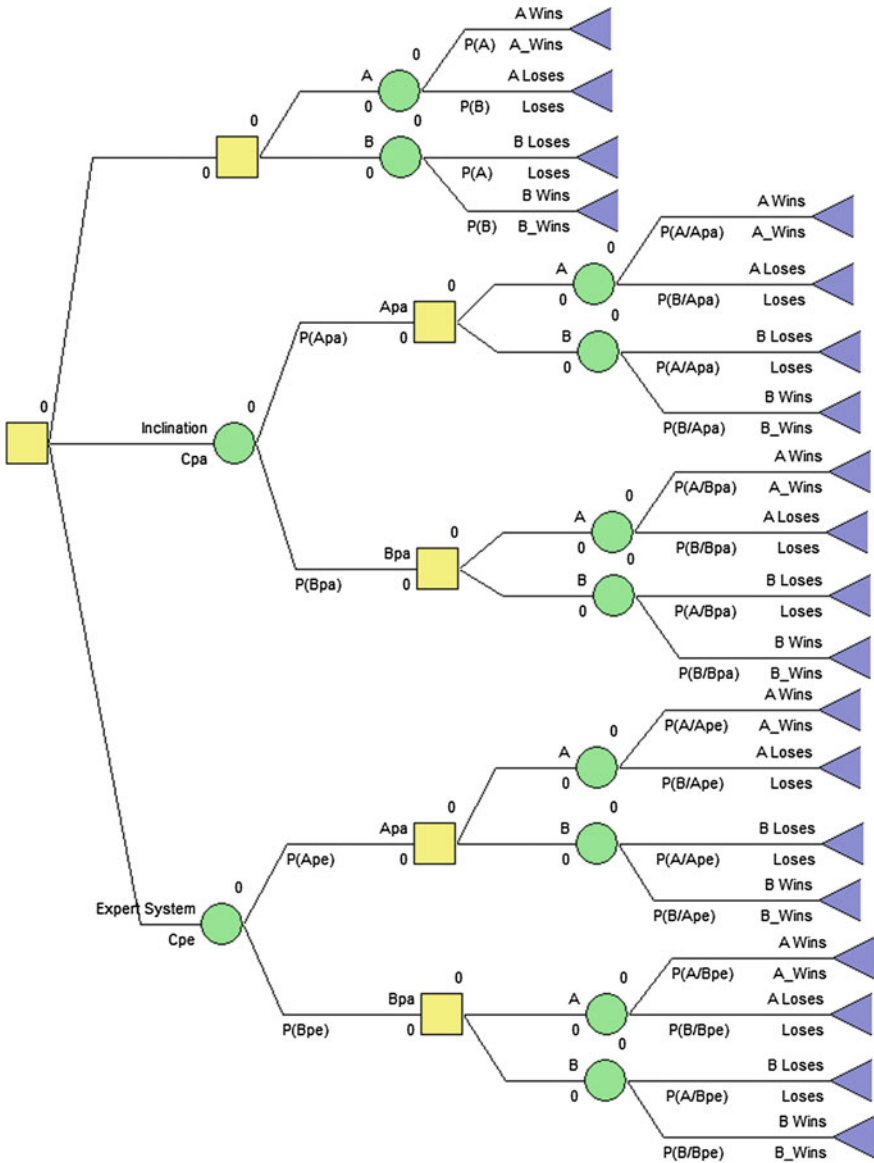 0
A Wins
P(A) A_Wins
A
0
0
A Loses
P(B) Loses
0
0
B
0
0
B Loses
P(A) Loses
B Wins
P(B) B_Wins
0
Inclination
Cpa
0
P(Apa)
Apa
0
0
A
0
0
A Wins
P(A/Apa) A_Wins
A Loses
P(B/Apa) Loses
B
0
0
B Loses
P(A/Apa) Loses
B Wins
P(B/Apa) B_Wins
P(Bpa)
Bpa
0
0
A
0
0
A Wins
P(A/Bpa) A_Wins
A Loses
P(B/Bpa) Loses
B
0
0
B Loses
P(A/Bpa) Loses
B Wins
P(B/Bpa) B_Wins
Expert System
Cpe
0
P(Ape)
Apa
0
0
A
0
0
A Wins
P(A/Ape) A_Wins
A Loses
P(B/Ape) Loses
B
0
0
B Loses
P(A/Ape) Loses
B Wins
P(B/Ape) B_Wins
P(Bpe)
Bpa
0
0
A
0
0
A Wins
P(A/Bpe) A_Wins
A Loses
P(B/Bpe) Loses
B
0
0
B Loses
P(A/Bpe) Loses
B Wins
P(B/Bpe) B_Wins